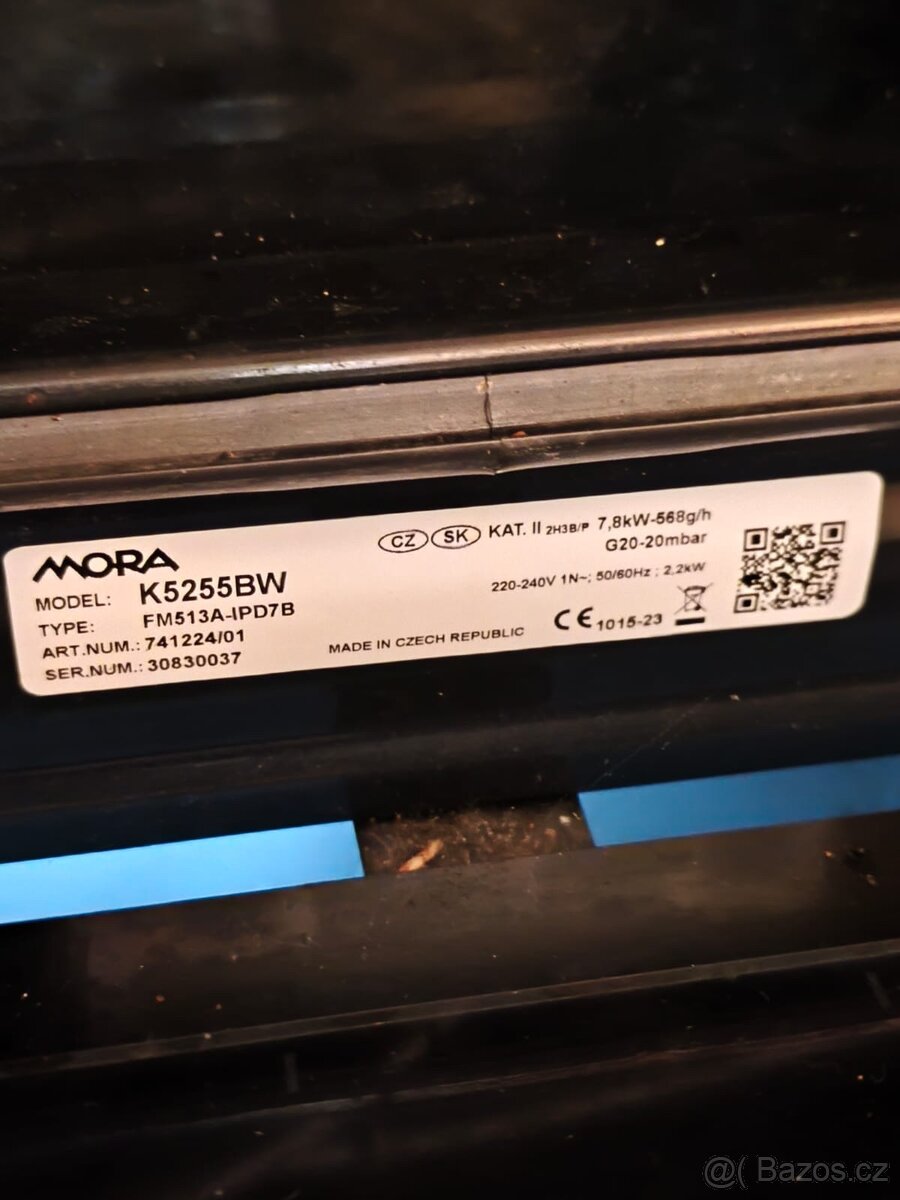 MORA
MODEL: K5255BW
TYPE: FM513A-IPD7B
ART.NUM.: 741224/01
SER.NUM.: 30830037
CZ SK KAT. II 2H3B/P 7,8kW-568g/h
G20-20mbar
220-240V 1N~; 50/60Hz ; 2,2kW
CE 1015-23
MADE IN CZECH REPUBLIC
@( Bazos.cz